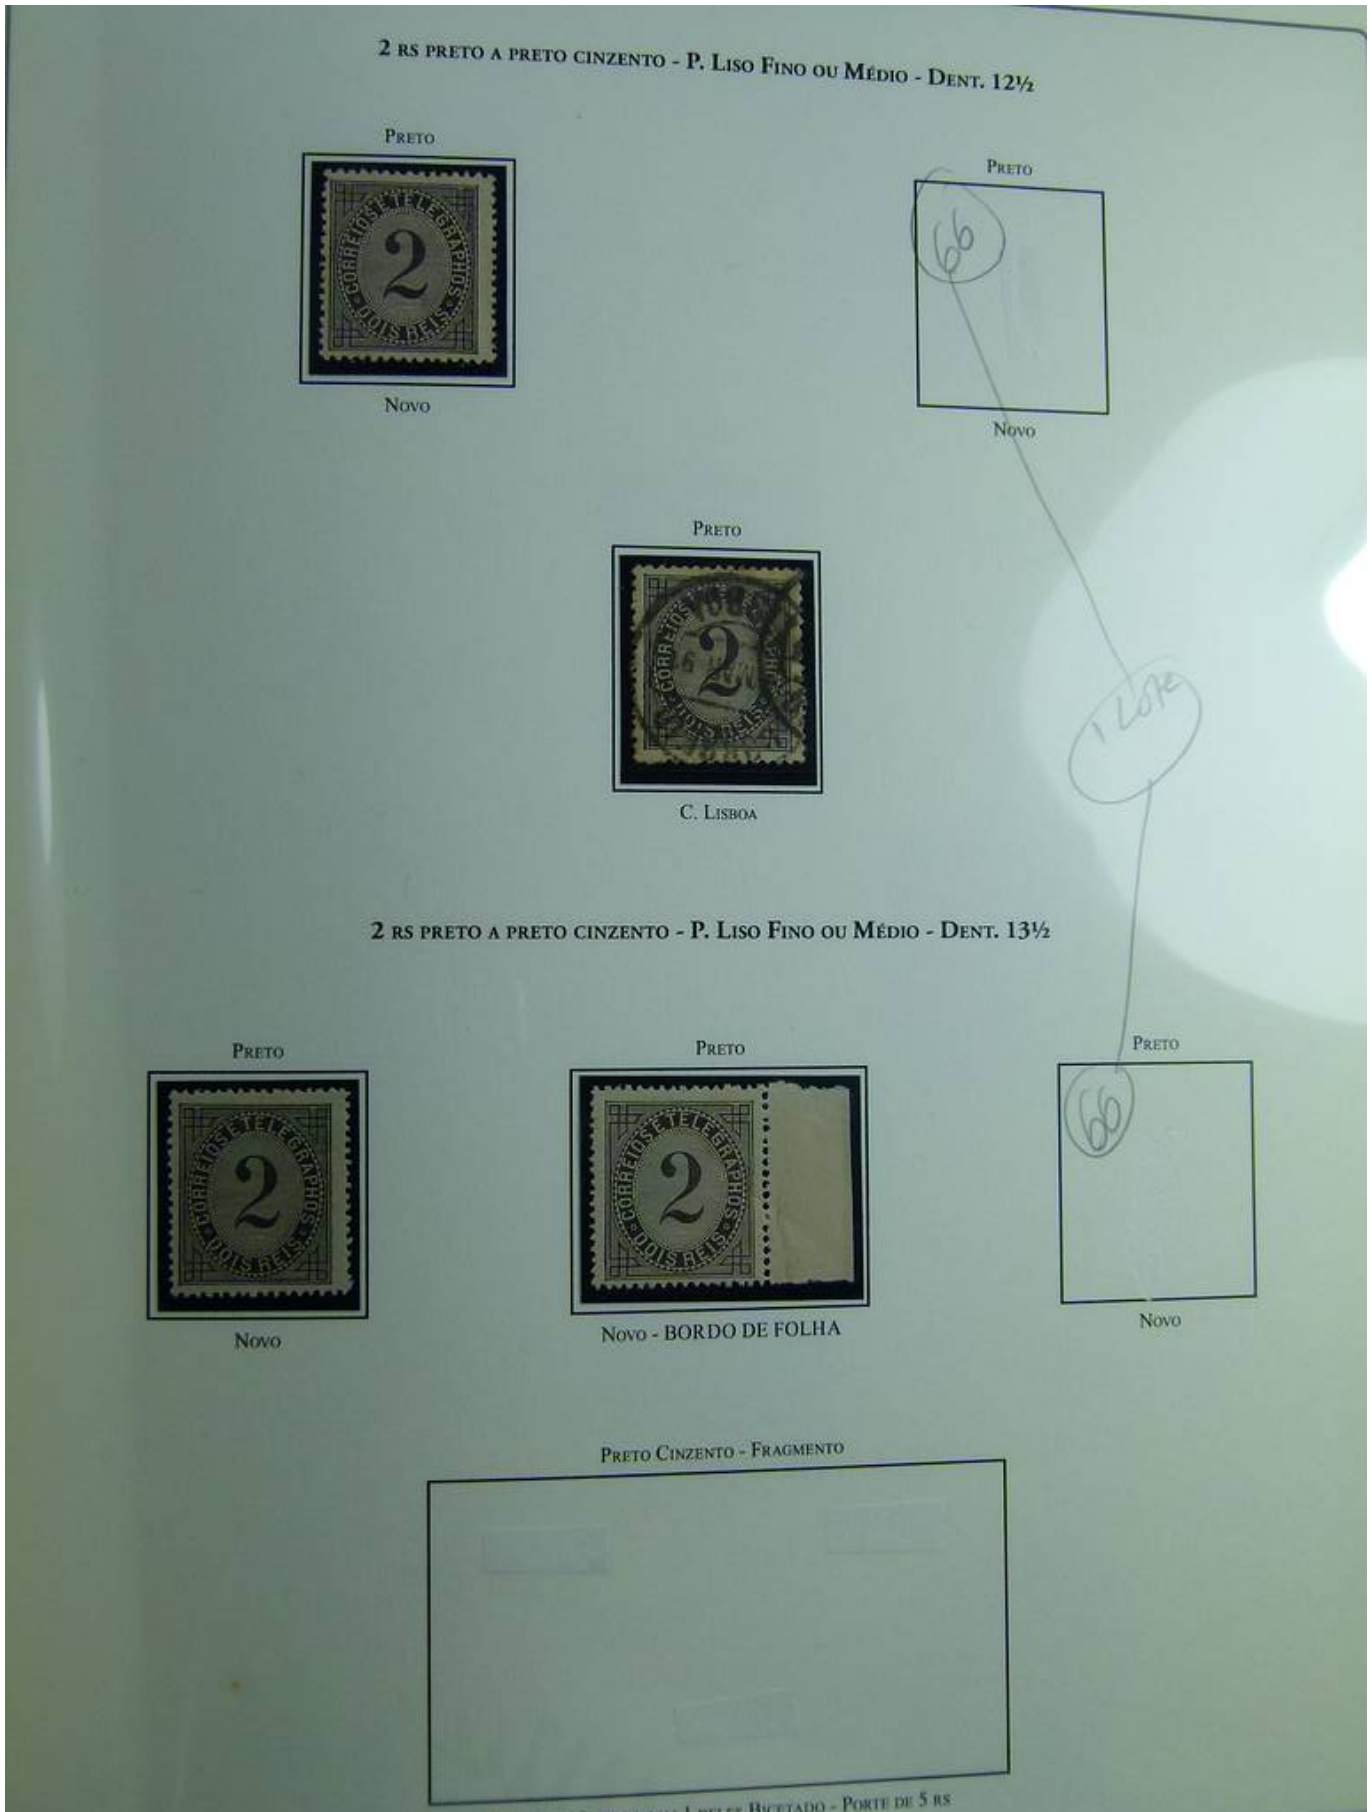 2 RS PRETO A PRETO CINZENTO - P. LISO FINO OU MÉDIO - DENT. 12½
PRETO
PRETO
CORREIOS E TELEGRAPHOS
2
DOIS REIS
66
NOVO
NOVO
PRETO
CORREIOS
2
DOIS REIS
1 LOTE
C. LISBOA
2 RS PRETO A PRETO CINZENTO - P. LISO FINO OU MÉDIO - DENT. 13½
PRETO
PRETO
PRETO
CORREIOS E TELEGRAPHOS
2
DOIS REIS
CORREIOS E TELEGRAPHOS
2
DOIS REIS
66
NOVO
NOVO - BORDO DE FOLHA
NOVO
PRETO CINZENTO - FRAGMENTO
BICETADO - PORTE DE 5 RS